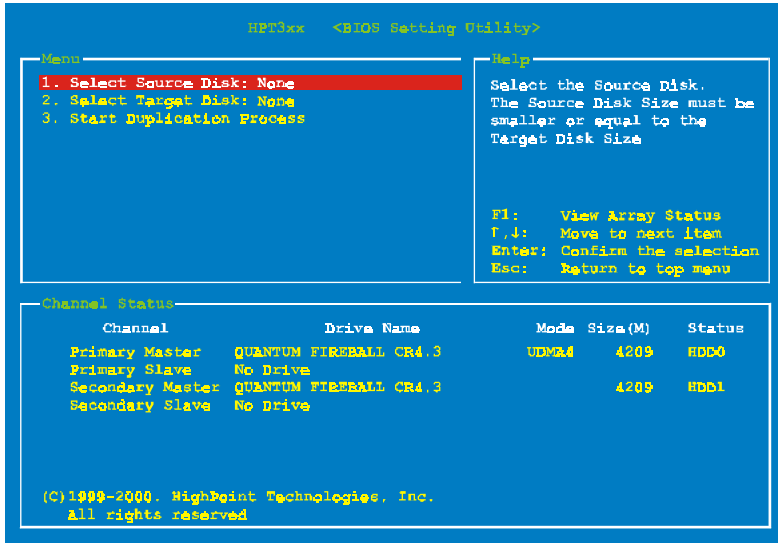 HPT3xx <BIOS Setting Utility>
Menu
1. Select Source Disk: None
2. Select Target Disk: None
3. Start Duplication Process
Help
Select the Source Disk.
The Source Disk Size must be
smaller or equal to the
Target Disk Size
F1: View Array Status
↑,↓: Move to next item
Enter: Confirm the selection
Esc: Return to top menu
Channel Status
Channel Drive Name Mode Size(M) Status
Primary Master QUANTUM FIREBALL CR4.3 UDMA4 4209 HDD0
Primary Slave No Drive
Secondary Master QUANTUM FIREBALL CR4.3 4209 HDD1
Secondary Slave No Drive
(C)1999-2000. HighPoint Technologies, Inc.
All rights reserved